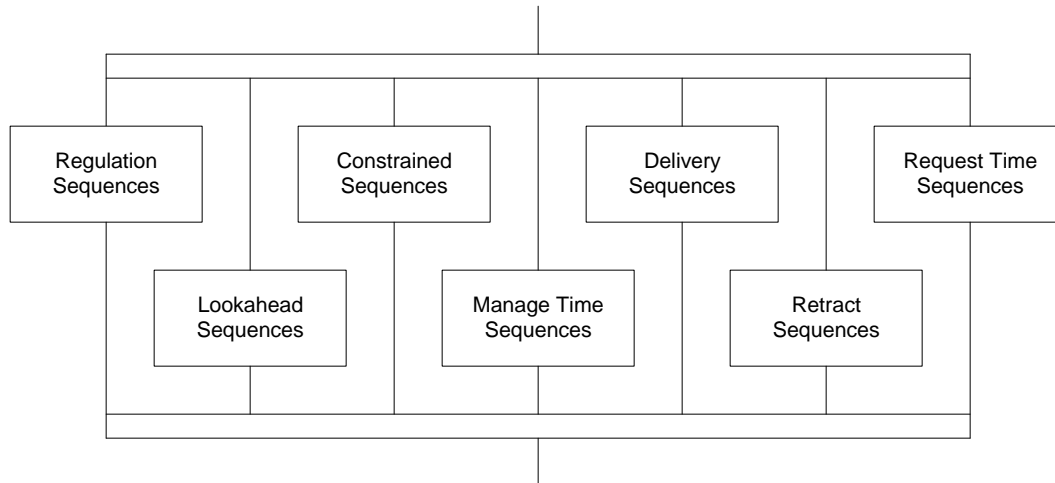 Regulation
Sequences
Constrained
Sequences
Delivery
Sequences
Request Time
Sequences
Lookahead
Sequences
Manage Time
Sequences
Retract
Sequences